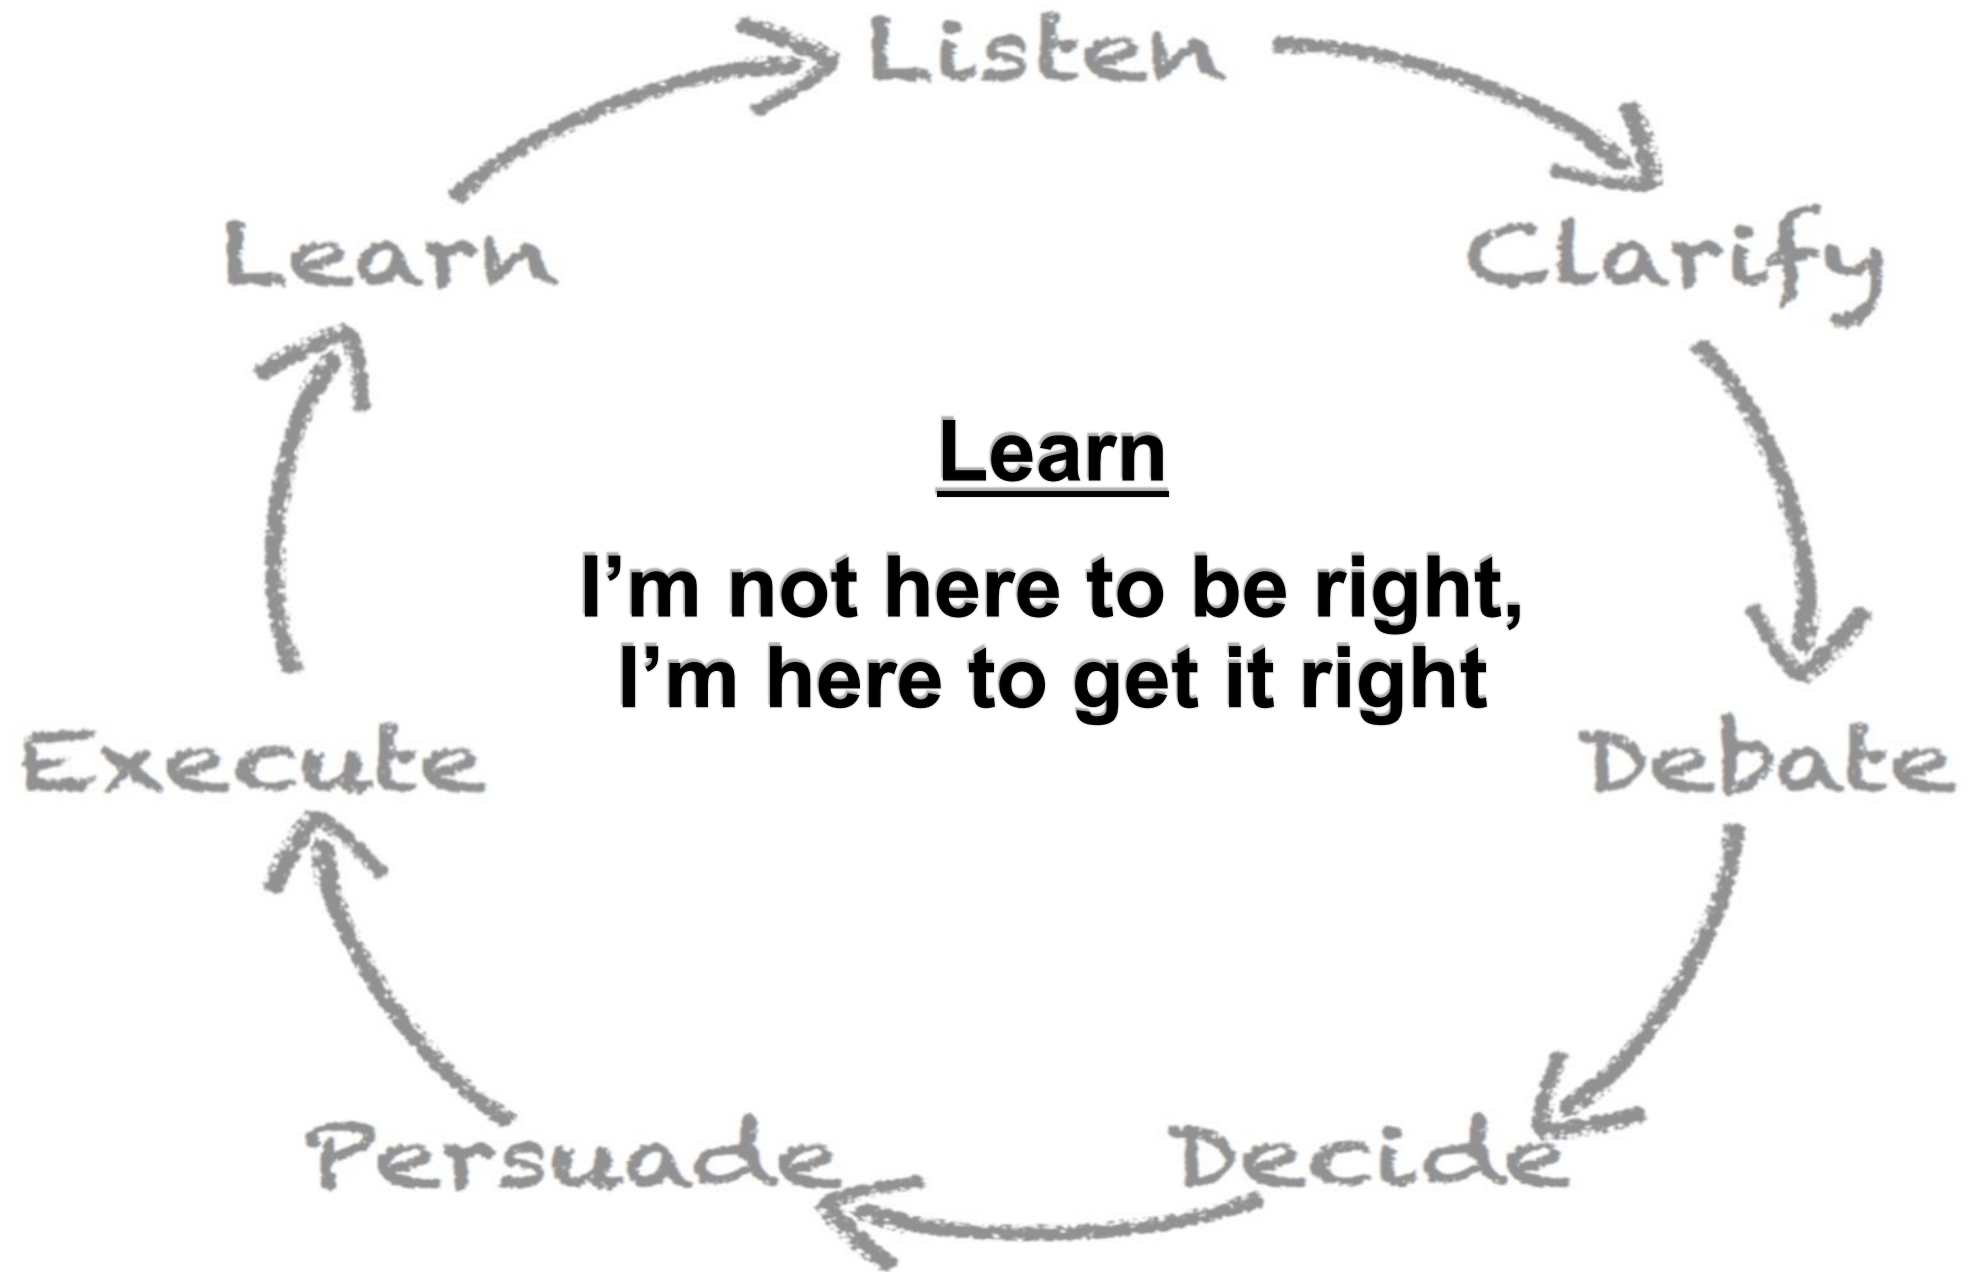 Listen
Clarify
Debate
Decide
Persuade
Execute
Learn
Learn
I’m not here to be right,
I’m here to get it right